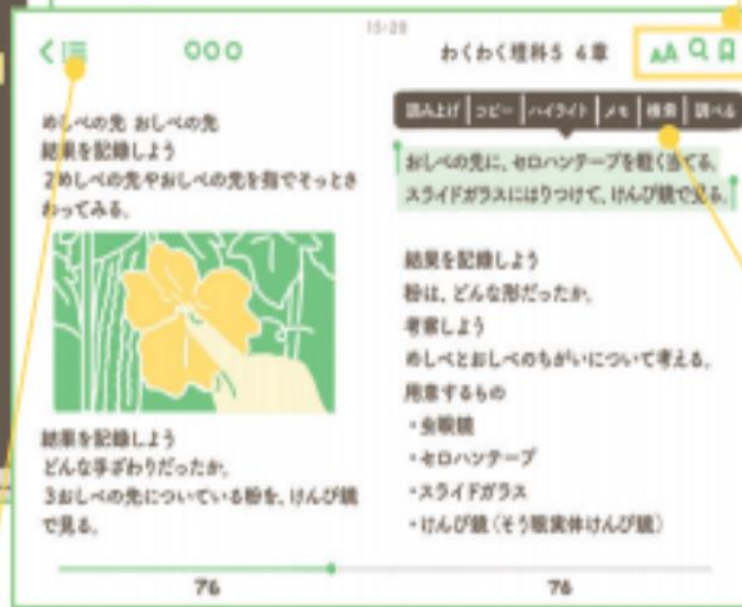 15:28
わくわく理科5 4章
AA
めしべの先 おしべの先
結果を記録しよう
2めしべの先やおしべの先を指でそっとさ
わってみる。
結果を記録しよう
どんな手ざわりだったか。
3おしべの先についている粉を、けんび鏡
で見る。
76
読み上げ コピー ハイライト メモ 検索 調べる
おしべの先に、セロハンテープを軽く当てる。
スライドガラスにはりつけて、けんび鏡で見る。
結果を記録しよう
粉は、どんな形だったか。
考察しよう
めしべとおしべのちがいについて考える。
用意するもの
・虫眼鏡
・セロハンテープ
・スライドガラス
・けんび鏡(そう眼実体けんび鏡)
76